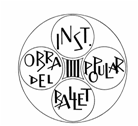 INST.
OBRA POPULAR
DEL
BALLET